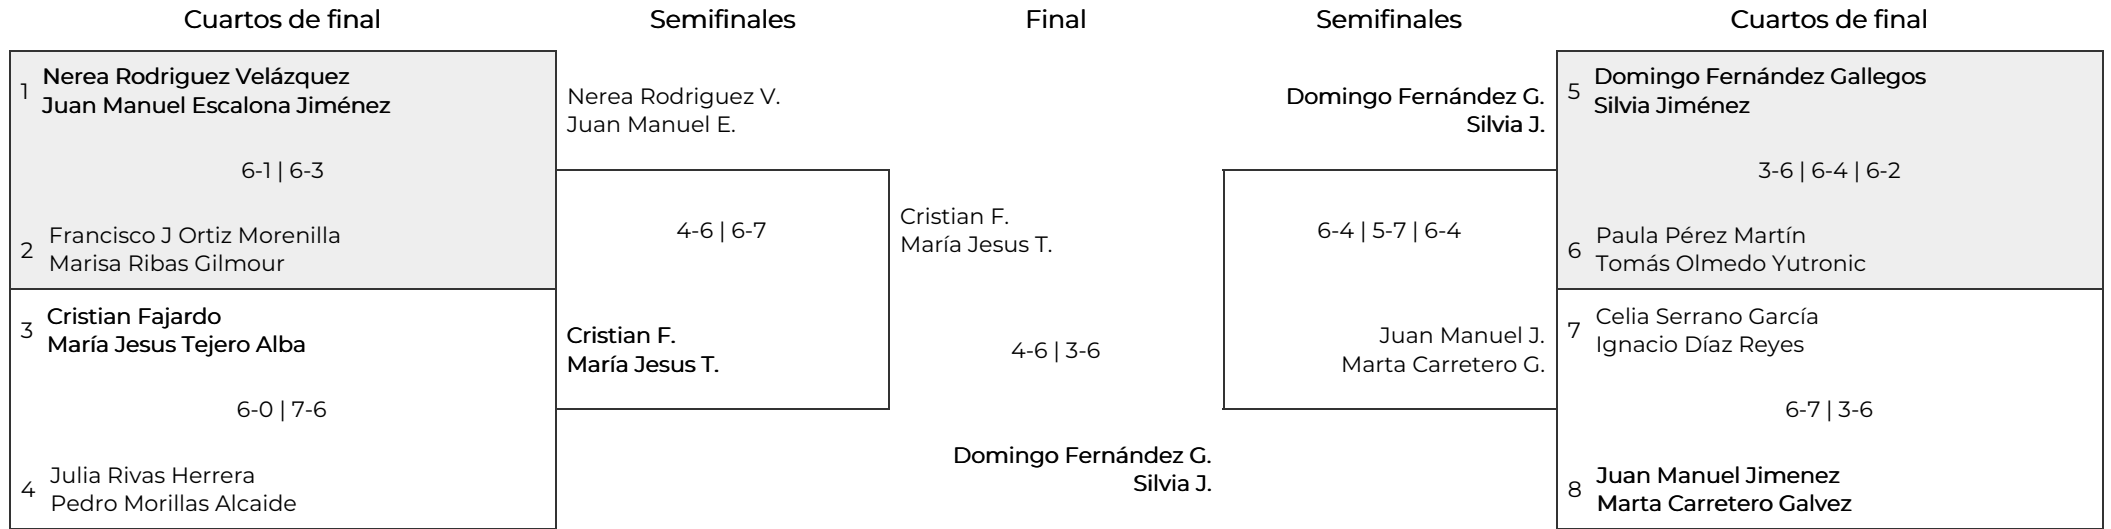 Cuartos de final
Semifinales
Final
Semifinales
Cuartos de final
1
Nerea Rodriguez Velázquez
Juan Manuel Escalona Jiménez
6-1 | 6-3
2
Francisco J Ortiz Morenilla
Marisa Ribas Gilmour
3
Cristian Fajardo
María Jesus Tejero Alba
6-0 | 7-6
4
Julia Rivas Herrera
Pedro Morillas Alcaide
Nerea Rodriguez V.
Juan Manuel E.
4-6 | 6-7
Cristian F.
María Jesus T.
Cristian F.
María Jesus T.
4-6 | 3-6
Domingo Fernández G.
Silvia J.
Domingo Fernández G.
Silvia J.
6-4 | 5-7 | 6-4
Juan Manuel J.
Marta Carretero G.
5
Domingo Fernández Gallegos
Silvia Jiménez
3-6 | 6-4 | 6-2
6
Paula Pérez Martín
Tomás Olmedo Yutronic
7
Celia Serrano García
Ignacio Díaz Reyes
6-7 | 3-6
8
Juan Manuel Jimenez
Marta Carretero Galvez